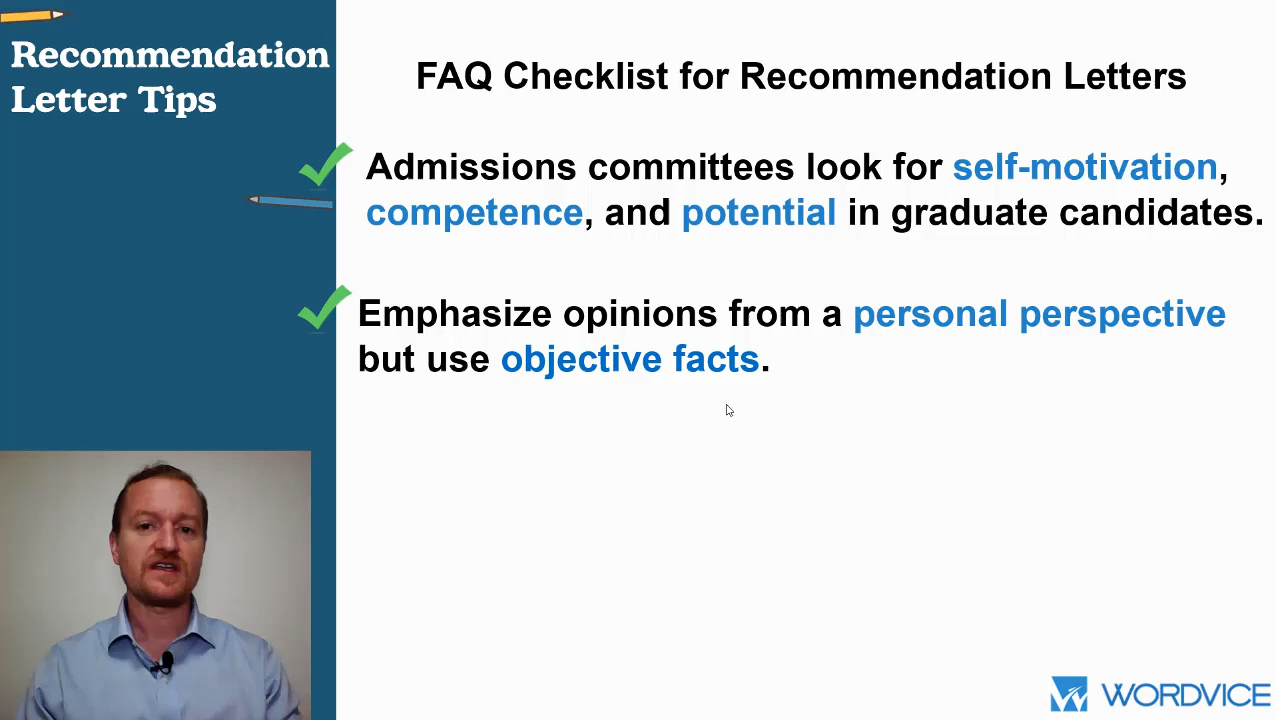 Recommendation
Letter Tips
FAQ Checklist for Recommendation Letters
Admissions committees look for self-motivation,
competence, and potential in graduate candidates.
Emphasize opinions from a personal perspective
but use objective facts.
WORDVICE